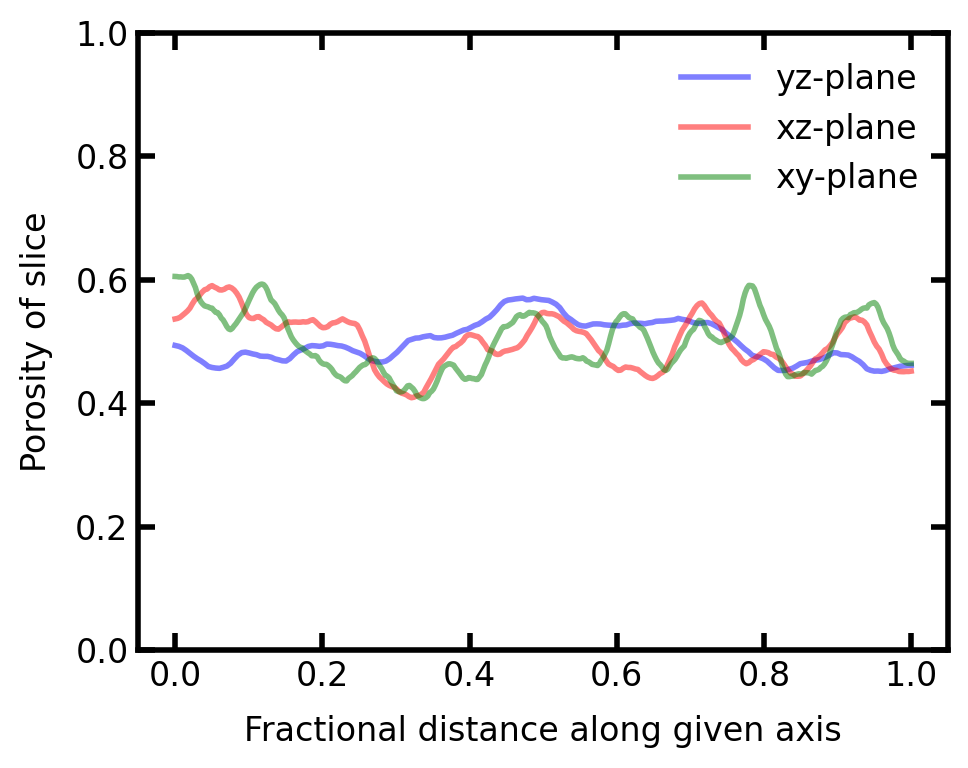 1.0
0.8
0.6
0.4
0.2
0.0
Porosity of slice
yz-plane
xz-plane
xy-plane
0.0 0.2 0.4 0.6 0.8 1.0
Fractional distance along given axis